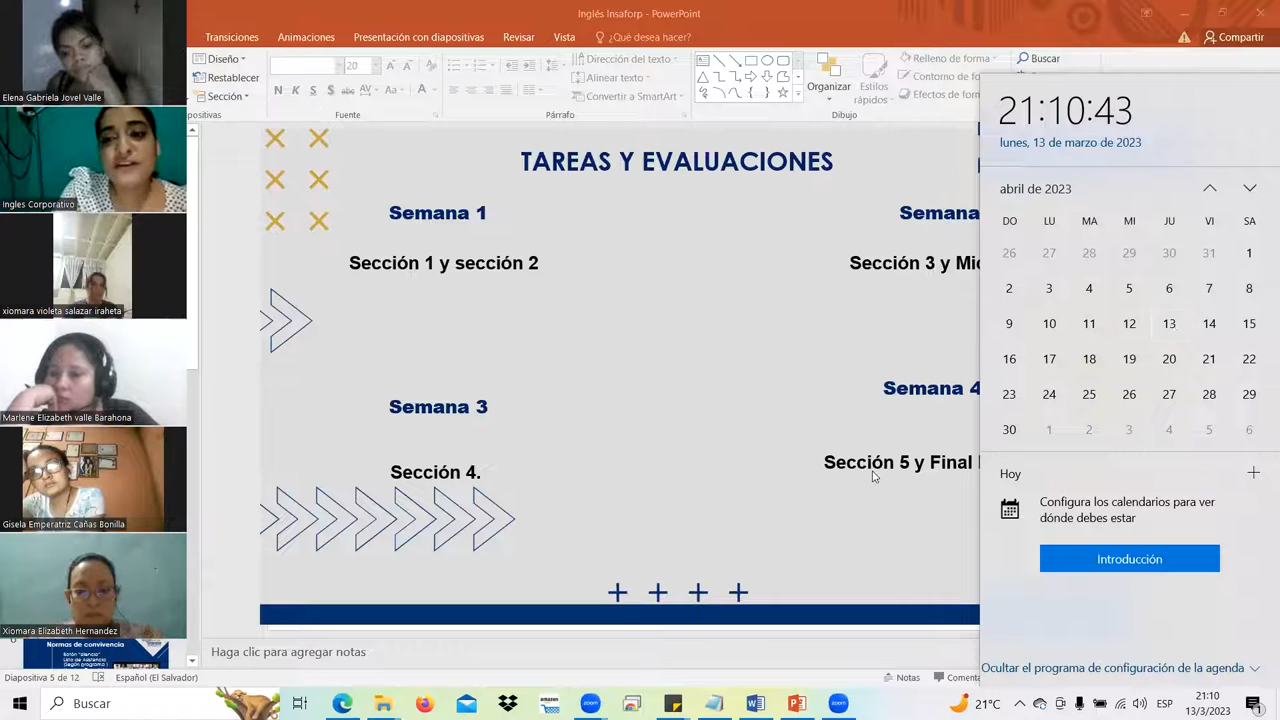 Inglés Insaforp - PowerPoint
Transiciones
Animaciones
Presentación con diapositivas
Revisar
Vista
¿Qué desea hacer?
Compartir
Diseño
Restablecer
Sección
20
N K S abc AV Aa A
Fuente
Párrafo
Dirección del texto
Alinear texto
Convertir a SmartArt
Organizar
Estilos
rápidos
Relleno de forma
Contorno de
Efectos de form
Dibujo
Buscar
Elena Gabriela Jovel Valle
Ingles Corporativo
xiomara violeta salazar iraheta
Marlene Elizabeth valle Barahona
Gisela Emperatriz Cañas Bonilla
Xiomara Elizabeth Hernandez
TAREAS Y EVALUACIONES
Semana 1
Sección 1 y sección 2
Semana
Sección 3 y Mi
Semana 3
Sección 4.
Semana 4
Sección 5 y Final
21:10:43
lunes, 13 de marzo de 2023
abril de 2023
DO LU MA MI JU VI SA
26 27 28 29 30 31 1
2 3 4 5 6 7 8
9 10 11 12 13 14 15
16 17 18 19 20 21 22
23 24 25 26 27 28 29
30 1 2 3 4 5 6
Hoy
Configura los calendarios para ver
dónde debes estar
Introducción
Ocultar el programa de configuración de la agenda
Normas de convivencia
Haga clic para agregar notas
Diapositiva 5 de 12
Español (El Salvador)
Notas
Comenta
Buscar
21°C
ESP
21:10
13/3/2023